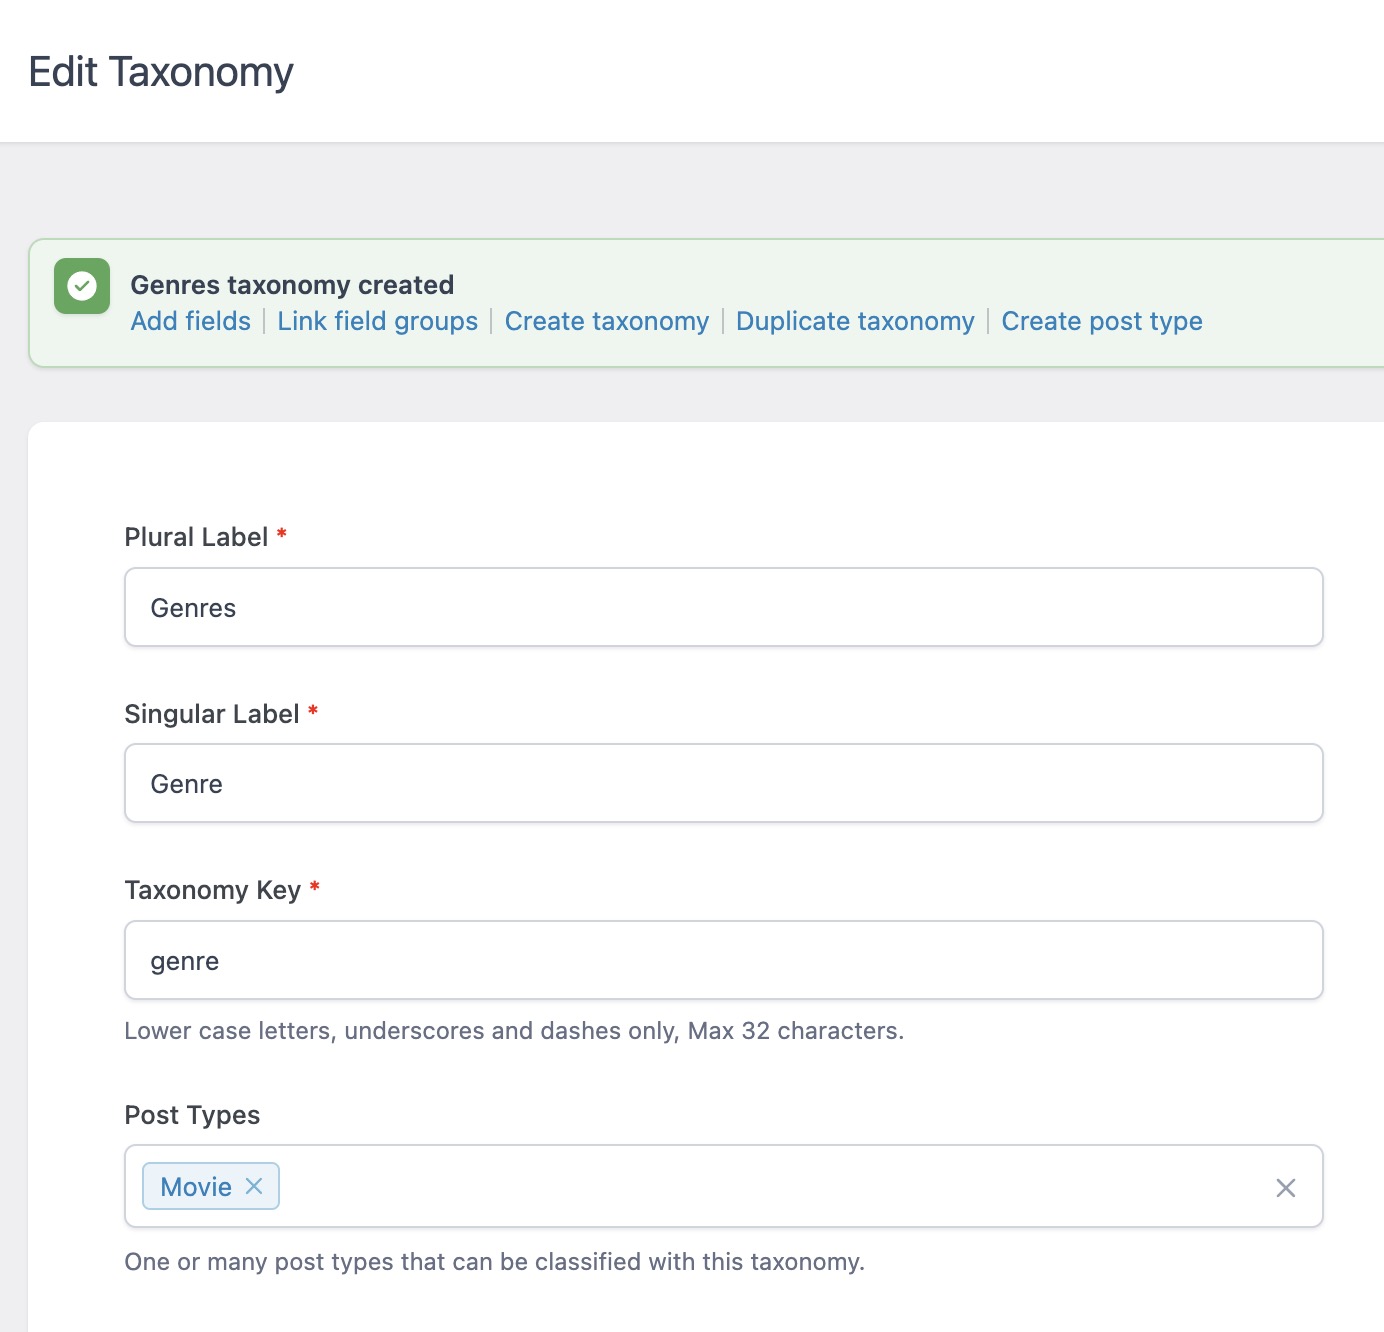 Edit Taxonomy
Genres taxonomy created
Add fields | Link field groups | Create taxonomy | Duplicate taxonomy | Create post type
Plural Label *
Genres
Singular Label *
Genre
Taxonomy Key *
genre
Lower case letters, underscores and dashes only, Max 32 characters.
Post Types
Movie
One or many post types that can be classified with this taxonomy.